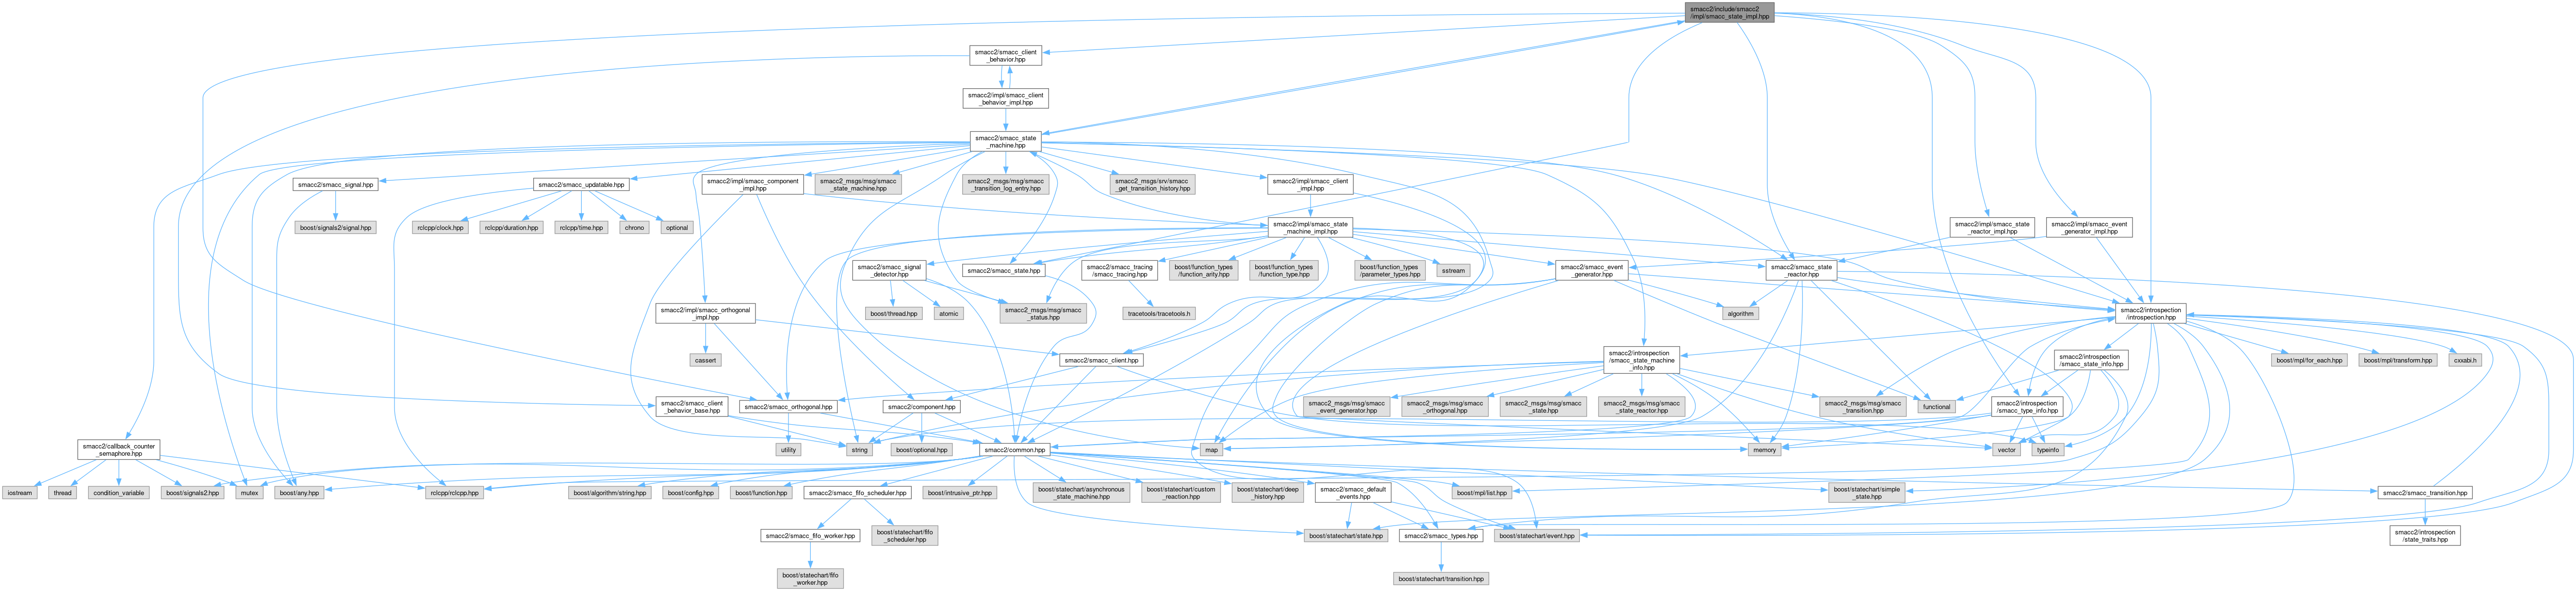 smacc2/include/smacc2
/impl/smacc_state_impl.hpp
smacc2/smacc_client
_behavior.hpp
smacc2/impl/smacc_client
_behavior_impl.hpp
smacc2/smacc_state
_machine.hpp
smacc2/smacc_signal.hpp
smacc2/smacc_updatable.hpp
smacc2/impl/smacc_component
_impl.hpp
smacc2_msgs/msg/smacc
_state_machine.hpp
smacc2_msgs/msg/smacc
_transition_log_entry.hpp
smacc2_msgs/srv/smacc
_get_transition_history.hpp
smacc2/impl/smacc_client
_impl.hpp
boost/signals2/signal.hpp
rclcpp/clock.hpp
rclcpp/duration.hpp
rclcpp/time.hpp
chrono
optional
smacc2/impl/smacc_state
_machine_impl.hpp
smacc2/impl/smacc_state
_reactor_impl.hpp
smacc2/impl/smacc_event
_generator_impl.hpp
smacc2/smacc_signal
_detector.hpp
smacc2/smacc_state.hpp
smacc2/smacc_tracing
/smacc_tracing.hpp
boost/function_types
/function_arity.hpp
boost/function_types
/function_type.hpp
boost/function_types
/parameter_types.hpp
sstream
smacc2/smacc_event
_generator.hpp
smacc2/smacc_state
_reactor.hpp
smacc2/impl/smacc_orthogonal
_impl.hpp
boost/thread.hpp
atomic
smacc2_msgs/msg/smacc
_status.hpp
tracetools/tracetools.h
algorithm
smacc2/introspection
/introspection.hpp
cassert
smacc2/smacc_client.hpp
smacc2/introspection
/smacc_state_machine
_info.hpp
smacc2/introspection
/smacc_state_info.hpp
boost/mpl/for_each.hpp
boost/mpl/transform.hpp
cxxabi.h
smacc2/smacc_client
_behavior_base.hpp
smacc2/smacc_orthogonal.hpp
smacc2/component.hpp
smacc2_msgs/msg/smacc
_event_generator.hpp
smacc2_msgs/msg/smacc
_orthogonal.hpp
smacc2_msgs/msg/smacc
_state.hpp
smacc2_msgs/msg/smacc
_state_reactor.hpp
smacc2_msgs/msg/smacc
_transition.hpp
functional
smacc2/introspection
/smacc_type_info.hpp
smacc2/callback_counter
_semaphore.hpp
utility
string
boost/optional.hpp
smacc2/common.hpp
map
memory
vector
typeinfo
iostream
thread
condition_variable
boost/signals2.hpp
mutex
boost/any.hpp
rclcpp/rclcpp.hpp
boost/algorithm/string.hpp
boost/config.hpp
boost/function.hpp
smacc2/smacc_fifo_scheduler.hpp
boost/intrusive_ptr.hpp
boost/statechart/asynchronous
_state_machine.hpp
boost/statechart/custom
_reaction.hpp
boost/statechart/deep
_history.hpp
smacc2/smacc_default
_events.hpp
boost/mpl/list.hpp
boost/statechart/simple
_state.hpp
smacc2/smacc_transition.hpp
smacc2/smacc_fifo_worker.hpp
boost/statechart/fifo
_scheduler.hpp
boost/statechart/state.hpp
smacc2/smacc_types.hpp
boost/statechart/event.hpp
smacc2/introspection
/state_traits.hpp
boost/statechart/fifo
_worker.hpp
boost/statechart/transition.hpp